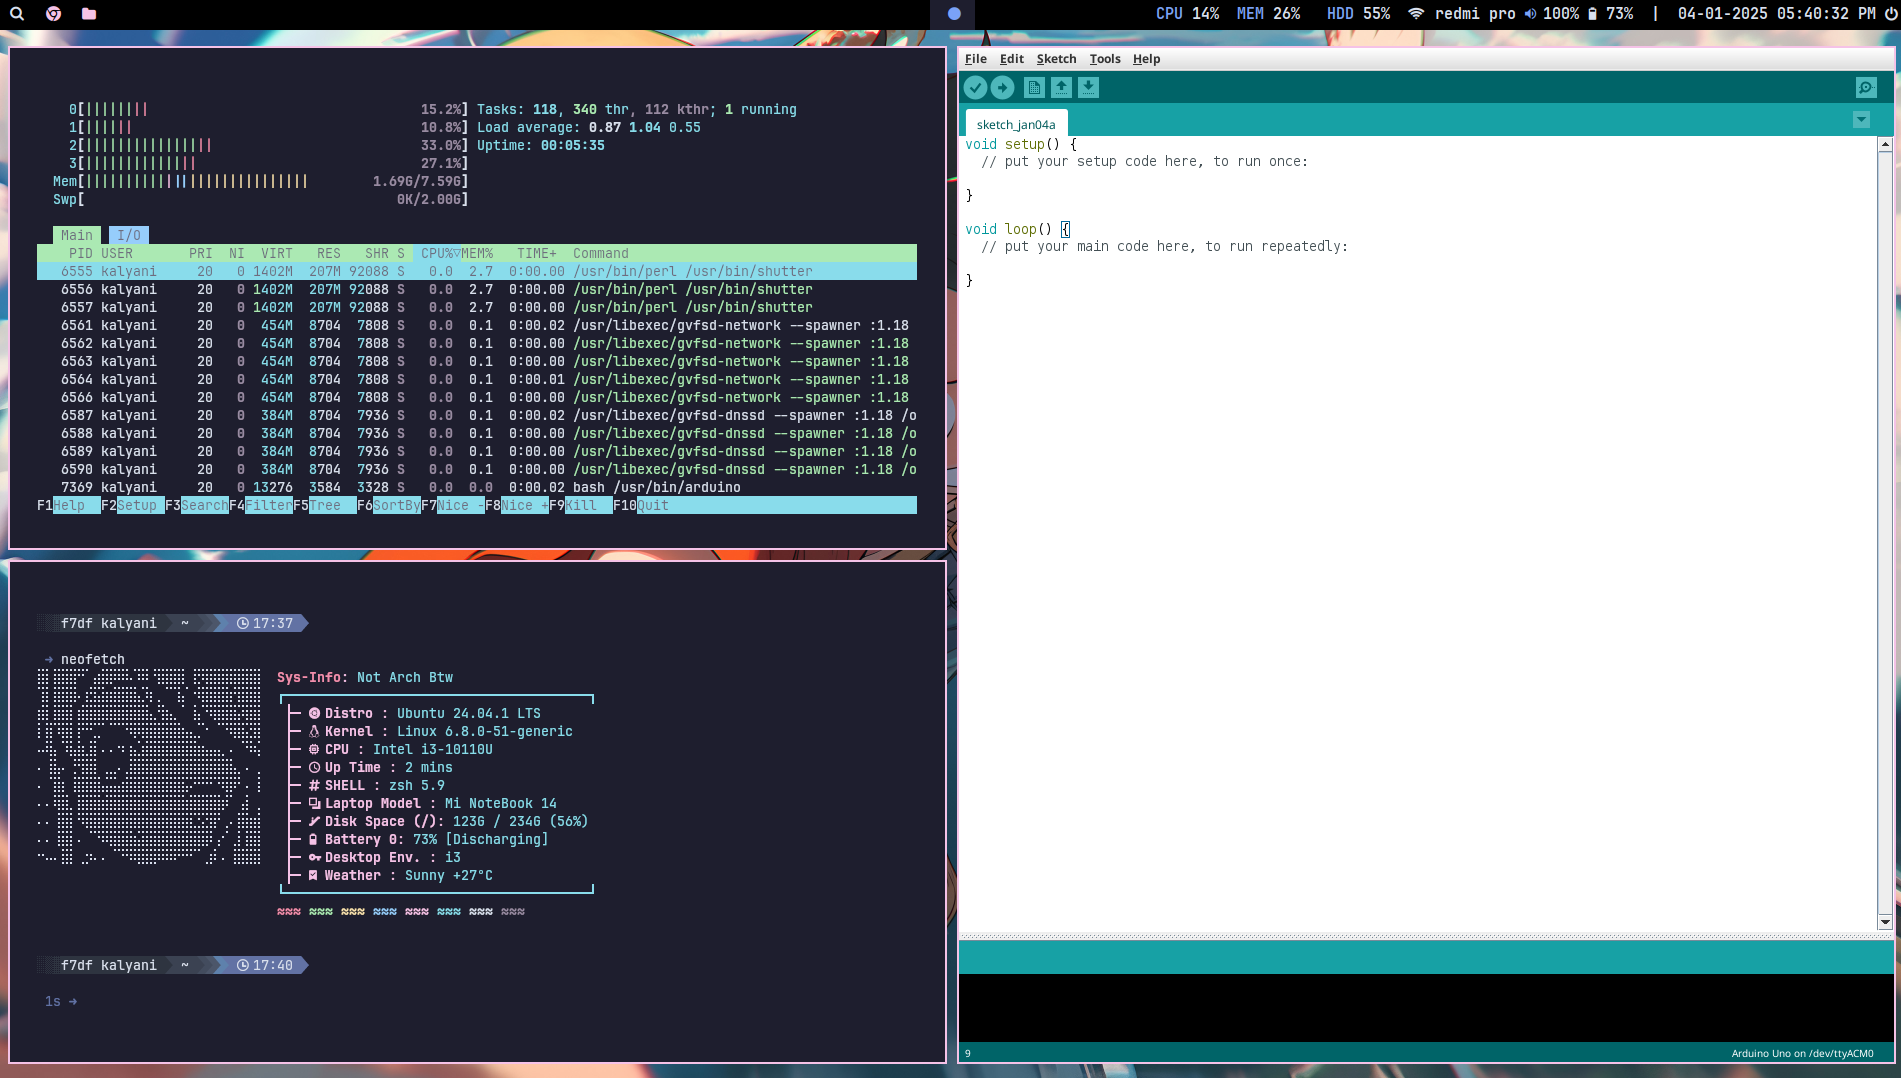 CPU 14% MEM 26% HDD 55% redmi pro 100% 73% | 04-01-2025 05:40:32 PM
0[||||||||| 15.2%] Tasks: 118, 340 thr, 112 kthr; 1 running
1[|||||| 10.8%] Load average: 0.87 1.04 0.55
2[||||||||||||||||| 33.0%] Uptime: 00:05:35
3[||||||||||||||| 27.1%]
Mem[||||||||||||||||||||||||||||| 1.69G/7.59G]
Swp[ 0K/2.00G]
Main I/O
PID USER PRI NI VIRT RES SHR S CPU%▽MEM% TIME+ Command
6555 kalyani 20 0 1402M 207M 92088 S 0.0 2.7 0:00.00 /usr/bin/perl /usr/bin/shutter
6556 kalyani 20 0 1402M 207M 92088 S 0.0 2.7 0:00.00 /usr/bin/perl /usr/bin/shutter
6557 kalyani 20 0 1402M 207M 92088 S 0.0 2.7 0:00.00 /usr/bin/perl /usr/bin/shutter
6561 kalyani 20 0 454M 8704 7808 S 0.0 0.1 0:00.02 /usr/libexec/gvfsd-network --spawner :1.18
6562 kalyani 20 0 454M 8704 7808 S 0.0 0.1 0:00.00 /usr/libexec/gvfsd-network --spawner :1.18
6563 kalyani 20 0 454M 8704 7808 S 0.0 0.1 0:00.00 /usr/libexec/gvfsd-network --spawner :1.18
6564 kalyani 20 0 454M 8704 7808 S 0.0 0.1 0:00.01 /usr/libexec/gvfsd-network --spawner :1.18
6566 kalyani 20 0 454M 8704 7808 S 0.0 0.1 0:00.00 /usr/libexec/gvfsd-network --spawner :1.18
6587 kalyani 20 0 384M 8704 7936 S 0.0 0.1 0:00.02 /usr/libexec/gvfsd-dnssd --spawner :1.18 /o
6588 kalyani 20 0 384M 8704 7936 S 0.0 0.1 0:00.00 /usr/libexec/gvfsd-dnssd --spawner :1.18 /o
6589 kalyani 20 0 384M 8704 7936 S 0.0 0.1 0:00.00 /usr/libexec/gvfsd-dnssd --spawner :1.18 /o
6590 kalyani 20 0 384M 8704 7936 S 0.0 0.1 0:00.00 /usr/libexec/gvfsd-dnssd --spawner :1.18 /o
7369 kalyani 20 0 13276 3584 3328 S 0.0 0.0 0:00.02 bash /usr/bin/arduino
F1Help F2Setup F3SearchF4FilterF5Tree F6SortByF7Nice -F8Nice +F9Kill F10Quit
f7df kalyani ~ 17:37
➜ neofetch
Sys-Info: Not Arch Btw
Distro : Ubuntu 24.04.1 LTS
Kernel : Linux 6.8.0-51-generic
CPU : Intel i3-10110U
Up Time : 2 mins
SHELL : zsh 5.9
Laptop Model : Mi NoteBook 14
Disk Space (/): 123G / 234G (56%)
Battery 0: 73% [Discharging]
Desktop Env. : i3
Weather : Sunny +27°C
≈≈≈ ≈≈≈ ≈≈≈ ≈≈≈ ≈≈≈ ≈≈≈ ≈≈≈ ≈≈≈
f7df kalyani ~ 17:40
1s ➜
File Edit Sketch Tools Help
sketch_jan04a
void setup() {
// put your setup code here, to run once:
}
void loop() {
// put your main code here, to run repeatedly:
}
9 Arduino Uno on /dev/ttyACM0